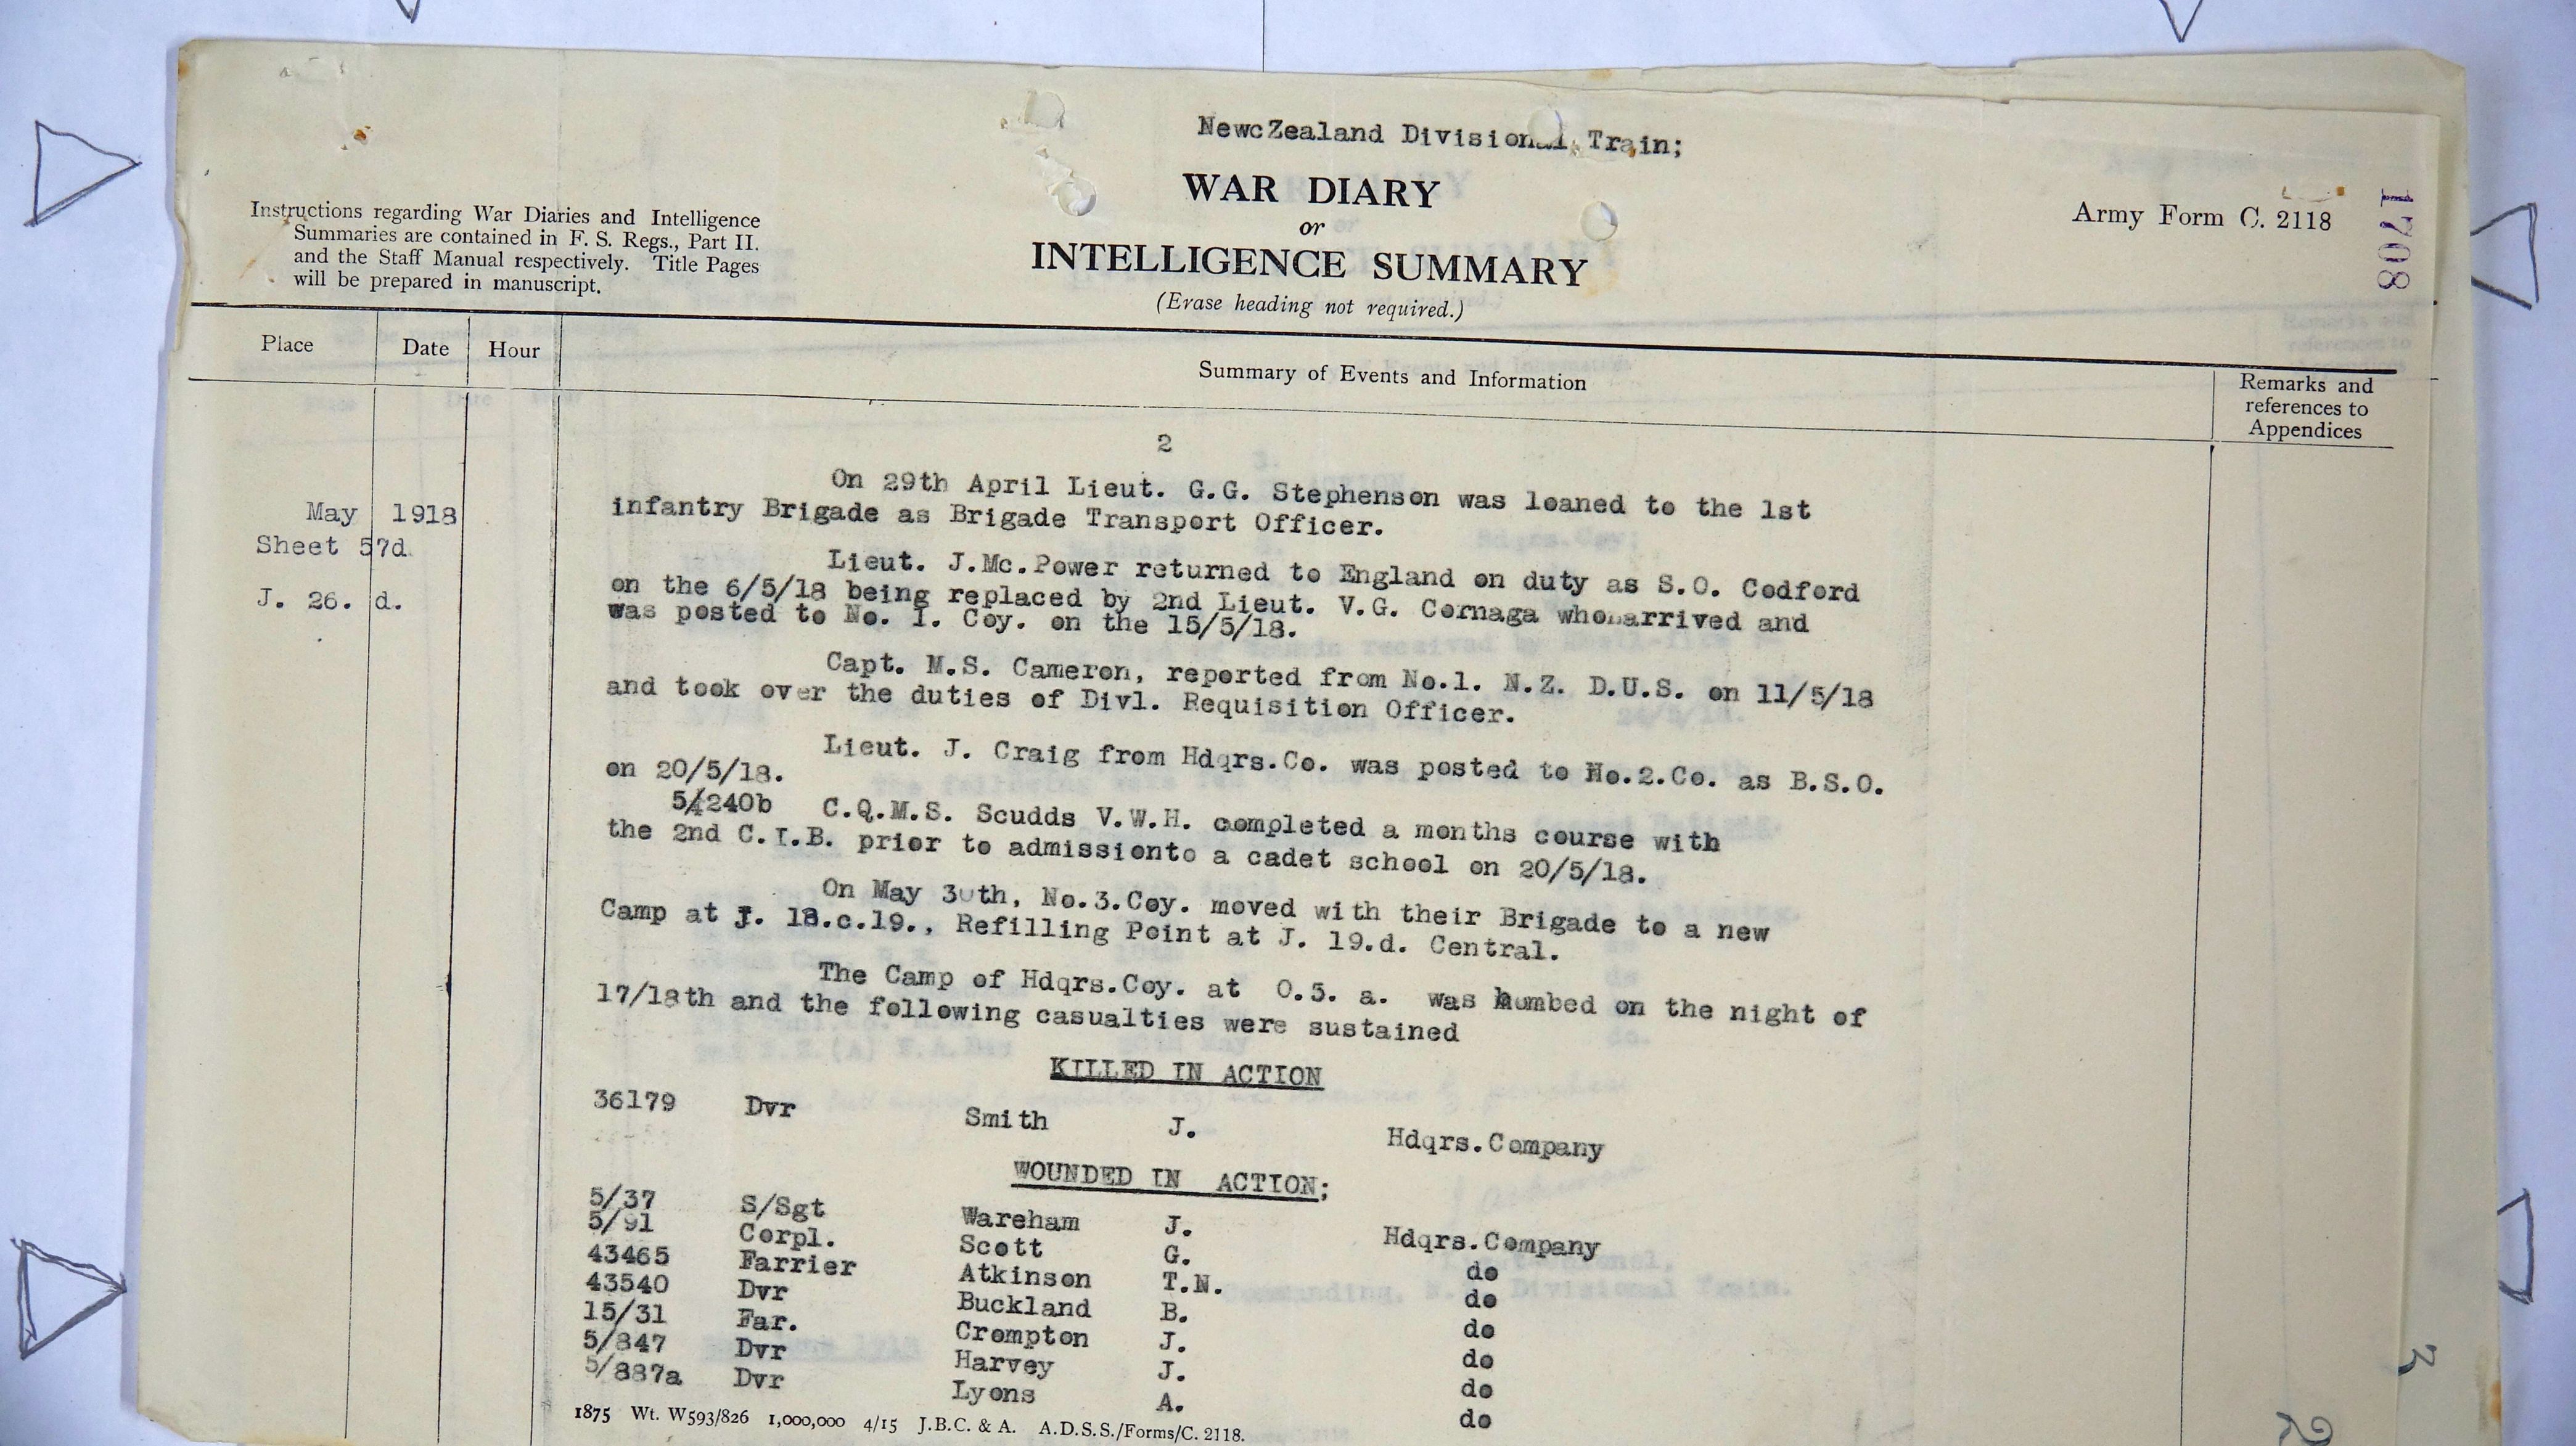 NewcZealand Divisional Train;
WAR DIARY
or
INTELLIGENCE SUMMARY
(Erase heading not required.)
Instructions regarding War Diaries and Intelligence
Summaries are contained in F. S. Regs., Part II.
and the Staff Manual respectively. Title Pages
will be prepared in manuscript.
Army Form C. 2118
1708
Place
Date
Hour
Summary of Events and Information
Remarks and
references to
Appendices
May 1918
Sheet 57d.
J. 26. d.
2
On 29th April Lieut. G.G. Stephenson was loaned to the 1st
infantry Brigade as Brigade Transport Officer.
Lieut. J.Mc.Power returned to England on duty as S.O. Codford
on the 6/5/18 being replaced by 2nd Lieut. V.G. Cornaga who arrived and
was posted to No. 1. Coy. on the 15/5/18.
Capt. M.S. Cameron, reported from No.1. N.Z. D.U.S. on 11/5/18
and took over the duties of Divl. Requisition Officer.
Lieut. J. Craig from Hdqrs.Co. was posted to No.2.Co. as B.S.O.
on 20/5/18.
5/240b C.Q.M.S. Scudds V.W.H. completed a months course with
the 2nd C.I.B. prior to admissionto a cadet school on 20/5/18.
On May 30th, No.3.Coy. moved with their Brigade to a new
Camp at J. 18.c.19., Refilling Point at J. 19.d. Central.
The Camp of Hdqrs.Coy. at O.5. a. was bombed on the night of
17/18th and the following casualties were sustained
KILLED IN ACTION
36179 Dvr Smith J. Hdqrs.Company
WOUNDED IN ACTION;
5/37 S/Sgt Wareham J. Hdqrs.Company
5/91 Corpl. Scott G. do
43465 Farrier Atkinson T.N. do
43540 Dvr Buckland B. do
15/31 Far. Crompton J. do
5/847 Dvr Harvey J. do
5/887a Dvr Lyons A. do
1875 Wt. W593/826 1,000,000 4/15 J.B.C. & A. A.D.S.S./Forms/C. 2118.
3
2